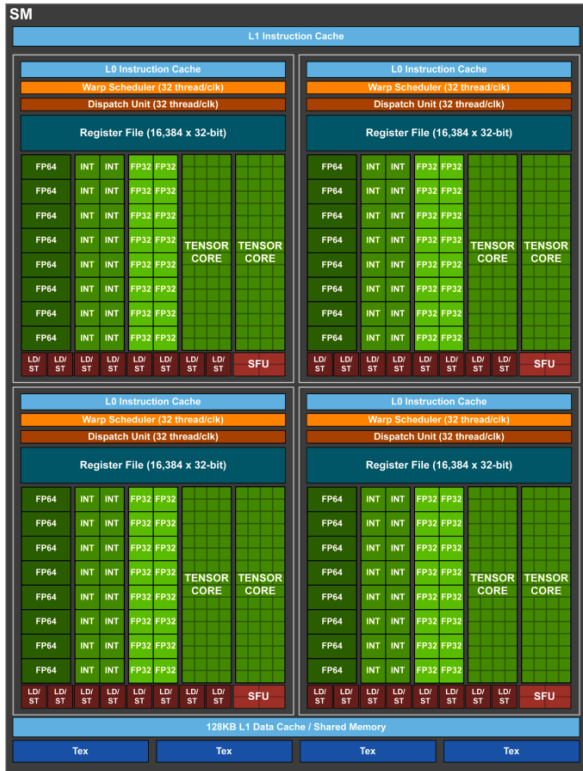 SM
L1 Instruction Cache
L0 Instruction Cache
Warp Scheduler (32 thread/clk)
Dispatch Unit (32 thread/clk)
Register File (16,384 x 32-bit)
FP64 INT INT FP32 FP32
FP64 INT INT FP32 FP32
FP64 INT INT FP32 FP32
FP64 INT INT FP32 FP32
TENSOR TENSOR
CORE CORE
FP64 INT INT FP32 FP32
FP64 INT INT FP32 FP32
FP64 INT INT FP32 FP32
FP64 INT INT FP32 FP32
LD/ LD/ LD/ LD/ LD/ LD/ LD/ LD/
ST ST ST ST ST ST ST ST
SFU
L0 Instruction Cache
Warp Scheduler (32 thread/clk)
Dispatch Unit (32 thread/clk)
Register File (16,384 x 32-bit)
FP64 INT INT FP32 FP32
FP64 INT INT FP32 FP32
FP64 INT INT FP32 FP32
FP64 INT INT FP32 FP32
TENSOR TENSOR
CORE CORE
FP64 INT INT FP32 FP32
FP64 INT INT FP32 FP32
FP64 INT INT FP32 FP32
FP64 INT INT FP32 FP32
LD/ LD/ LD/ LD/ LD/ LD/ LD/ LD/
ST ST ST ST ST ST ST ST
SFU
L0 Instruction Cache
Warp Scheduler (32 thread/clk)
Dispatch Unit (32 thread/clk)
Register File (16,384 x 32-bit)
FP64 INT INT FP32 FP32
FP64 INT INT FP32 FP32
FP64 INT INT FP32 FP32
FP64 INT INT FP32 FP32
TENSOR TENSOR
CORE CORE
FP64 INT INT FP32 FP32
FP64 INT INT FP32 FP32
FP64 INT INT FP32 FP32
FP64 INT INT FP32 FP32
LD/ LD/ LD/ LD/ LD/ LD/ LD/ LD/
ST ST ST ST ST ST ST ST
SFU
L0 Instruction Cache
Warp Scheduler (32 thread/clk)
Dispatch Unit (32 thread/clk)
Register File (16,384 x 32-bit)
FP64 INT INT FP32 FP32
FP64 INT INT FP32 FP32
FP64 INT INT FP32 FP32
FP64 INT INT FP32 FP32
TENSOR TENSOR
CORE CORE
FP64 INT INT FP32 FP32
FP64 INT INT FP32 FP32
FP64 INT INT FP32 FP32
FP64 INT INT FP32 FP32
LD/ LD/ LD/ LD/ LD/ LD/ LD/ LD/
ST ST ST ST ST ST ST ST
SFU
128KB L1 Data Cache / Shared Memory
Tex Tex Tex Tex